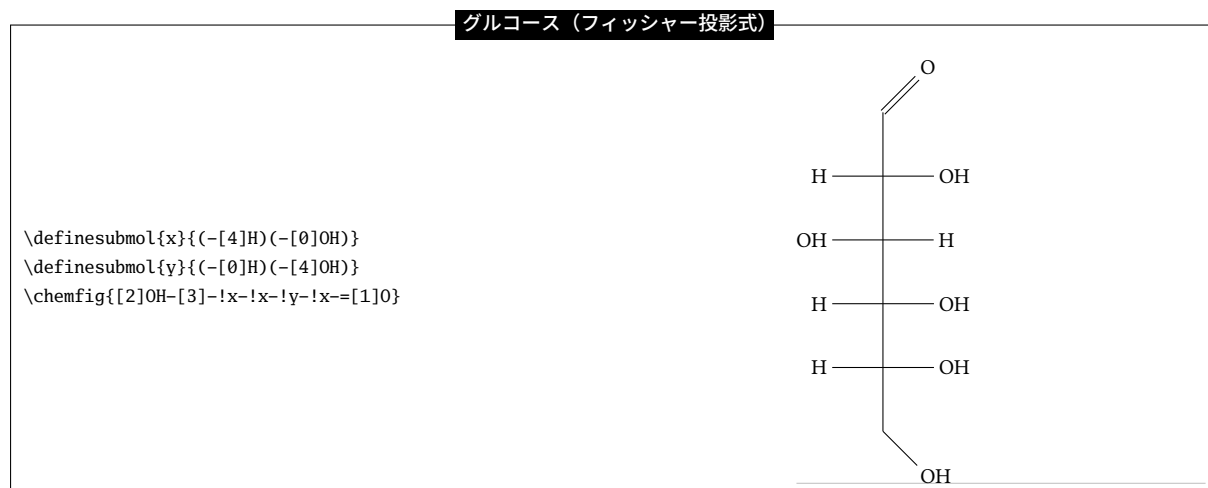 グルコース（フィッシャー投影式）
O
H OH
OH H
\definesubmol{x}{(-[4]H)(-[0]OH)}
\definesubmol{y}{(-[0]H)(-[4]OH)}
\chemfig{[2]OH-[3]-!x-!x-!y-!x-=[1]O}
H OH
H OH
OH